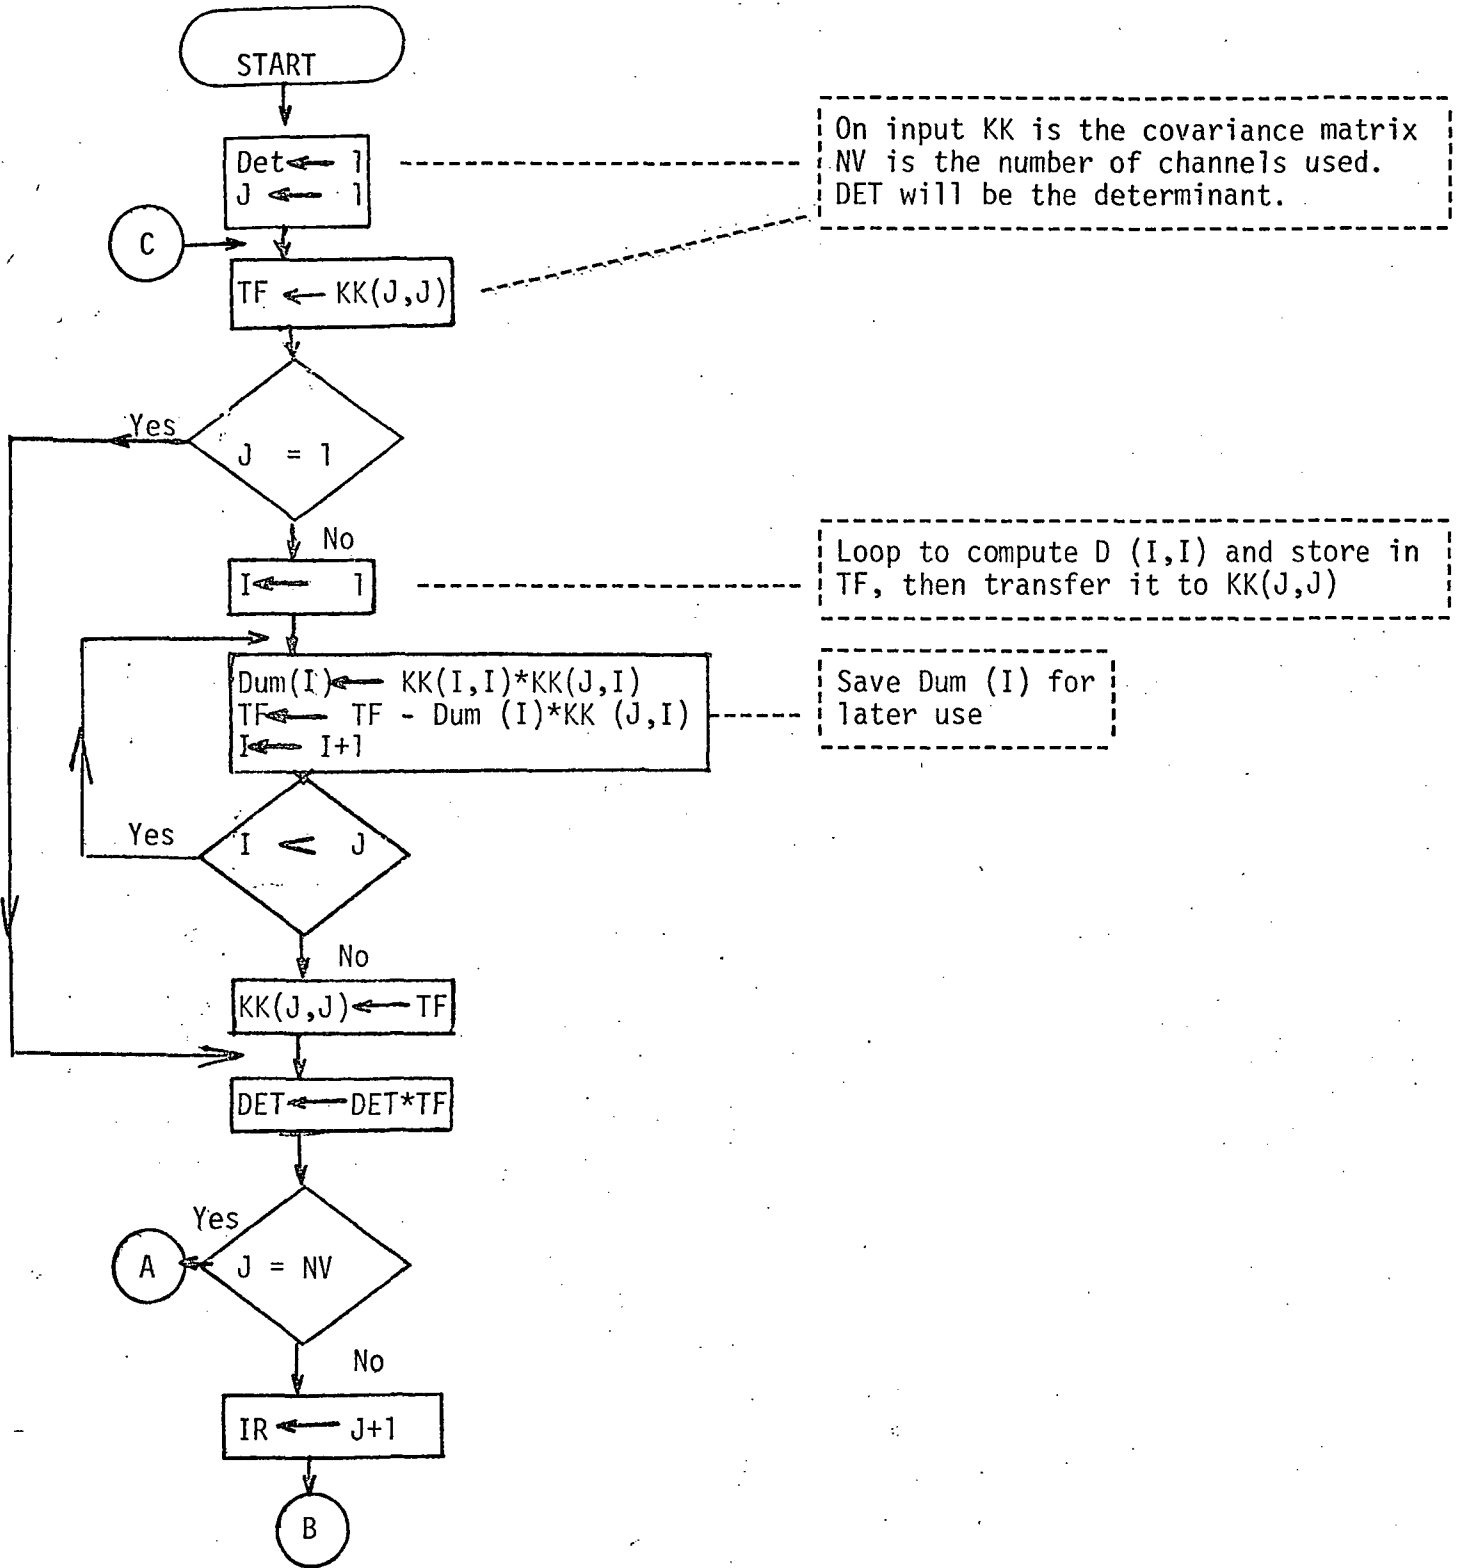 START
Det ← 1
J ← 1
On input KK is the covariance matrix
NV is the number of channels used.
DET will be the determinant.
C
TF ← KK(J,J)
Yes
J = 1
No
I ← 1
Loop to compute D (I,I) and store in
TF, then transfer it to KK(J,J)
Dum(I) ← KK(I,I)*KK(J,I)
TF ← TF - Dum (I)*KK (J,I)
I ← I+1
Save Dum (I) for
later use
Yes
I < J
No
KK(J,J) ← TF
DET ← DET*TF
Yes
A
J = NV
No
IR ← J+1
B